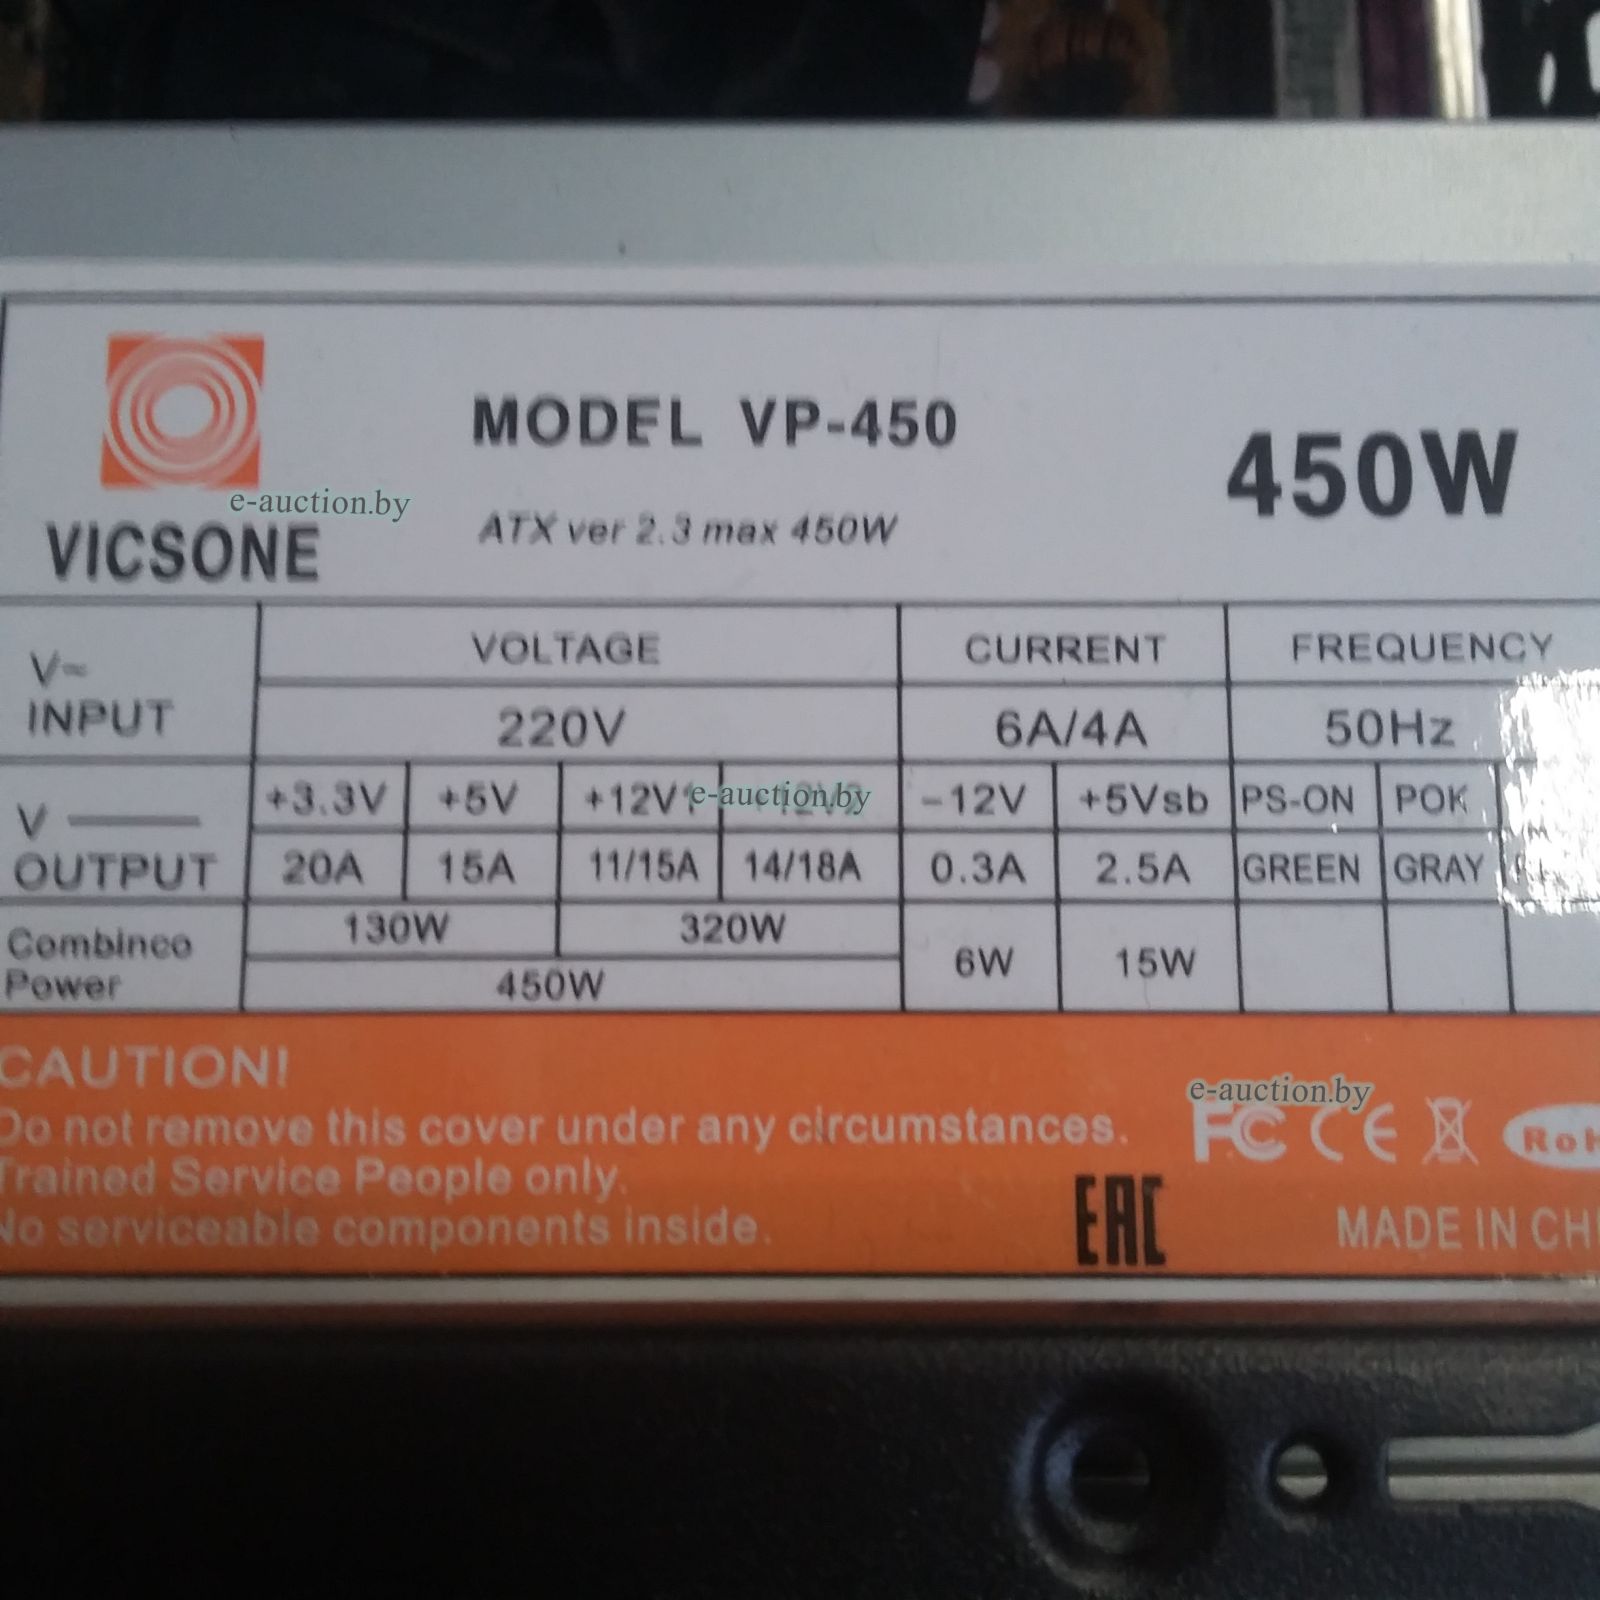 MODEL VP-450
450W
e-auction.by
VICSONE
ATX ver 2.3 max 450W
V~ INPUT
VOLTAGE CURRENT FREQUENCY
220V 6A/4A 50Hz
V OUTPUT
+3.3V +5V +12V1 e-auction.by -12V +5Vsb PS-ON POK
20A 15A 11/15A 14/18A 0.3A 2.5A GREEN GRAY
Combinco Power
130W 320W 6W 15W
450W
CAUTION!
e-auction.by
Do not remove this cover under any circumstances.
FC CE RoH
Trained Service People only.
EAC
No serviceable components inside.
MADE IN CHI